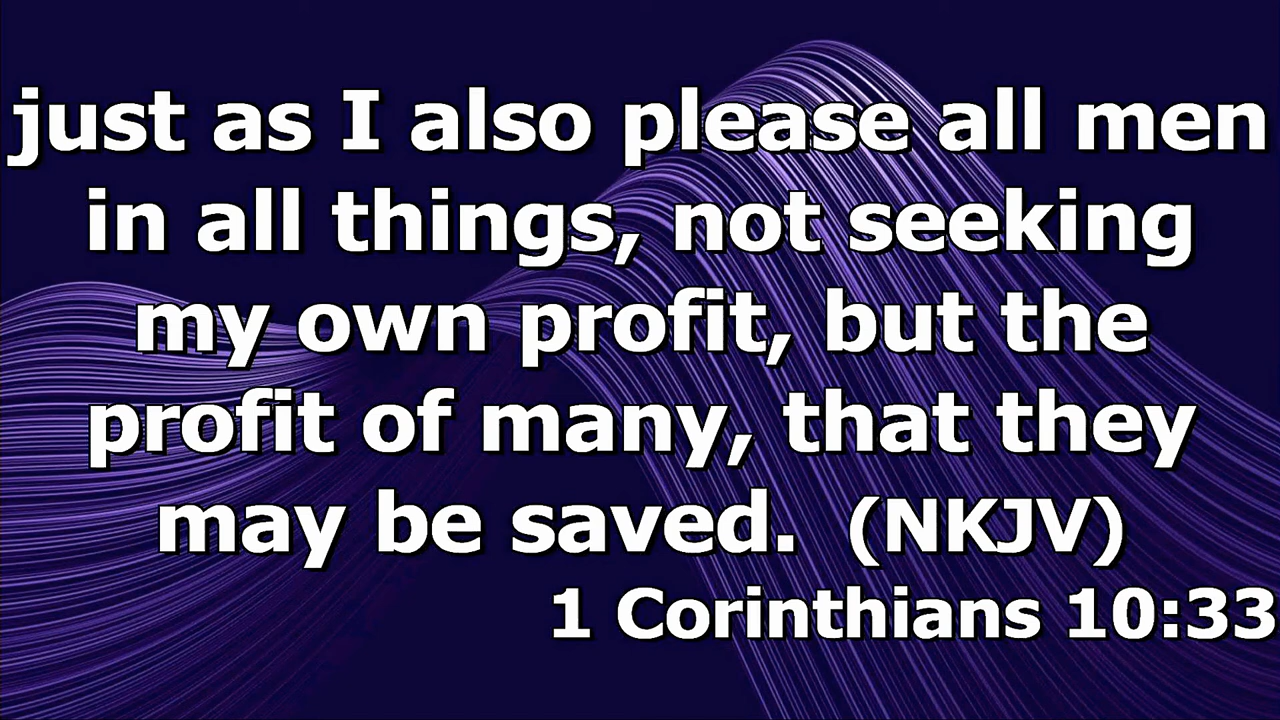 just as I also please all men
in all things, not seeking
my own profit, but the
profit of many, that they
may be saved. (NKJV)
1 Corinthians 10:33